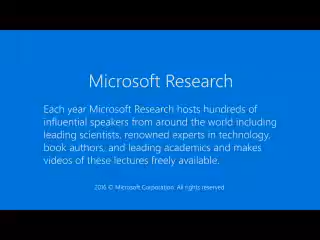 Microsoft Research
Each year Microsoft Research hosts hundreds of
influential speakers from around the world including
leading scientists, renowned experts in technology,
book authors, and leading academics and makes
videos of these lectures freely available.
2016 © Microsoft Corporation. All rights reserved.